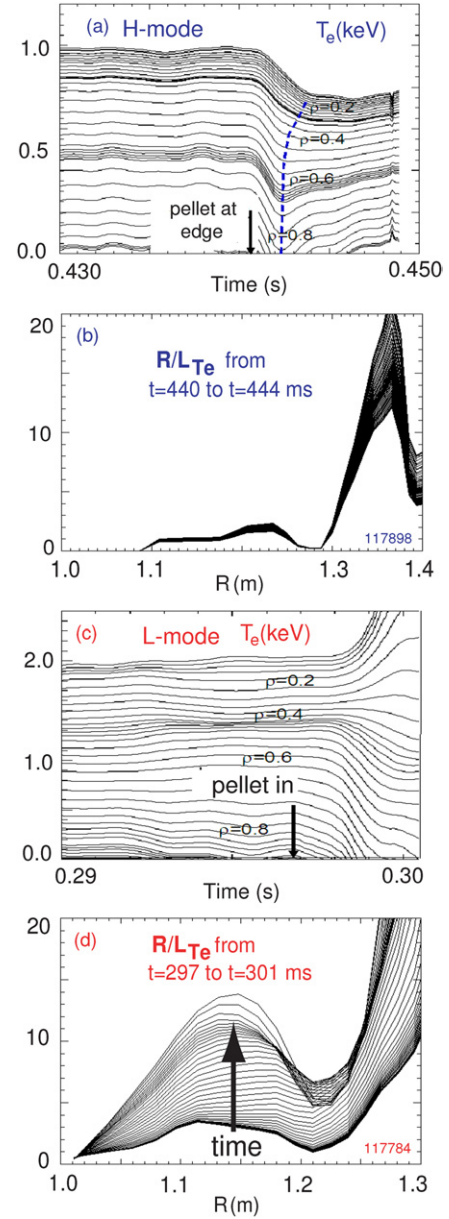 (a) H-mode Tₑ(keV)
1.0
ρ=0.2
ρ=0.4
0.5
ρ=0.6
pellet at
edge
ρ=0.8
0.0
0.430 0.450
Time (s)
20
(b)
R/L_Te from
t=440 to t=444 ms
10
117898
0
1.0 1.1 1.2 1.3 1.4
R(m)
(c) L-mode Tₑ(keV)
2.0
ρ=0.2
ρ=0.4
ρ=0.6
1.0
pellet in
ρ=0.8
0.0
0.29 0.30
Time (s)
20
(d)
R/L_Te from
t=297 to t=301 ms
10
time
117784
0
1.0 1.1 1.2 1.3
R(m)